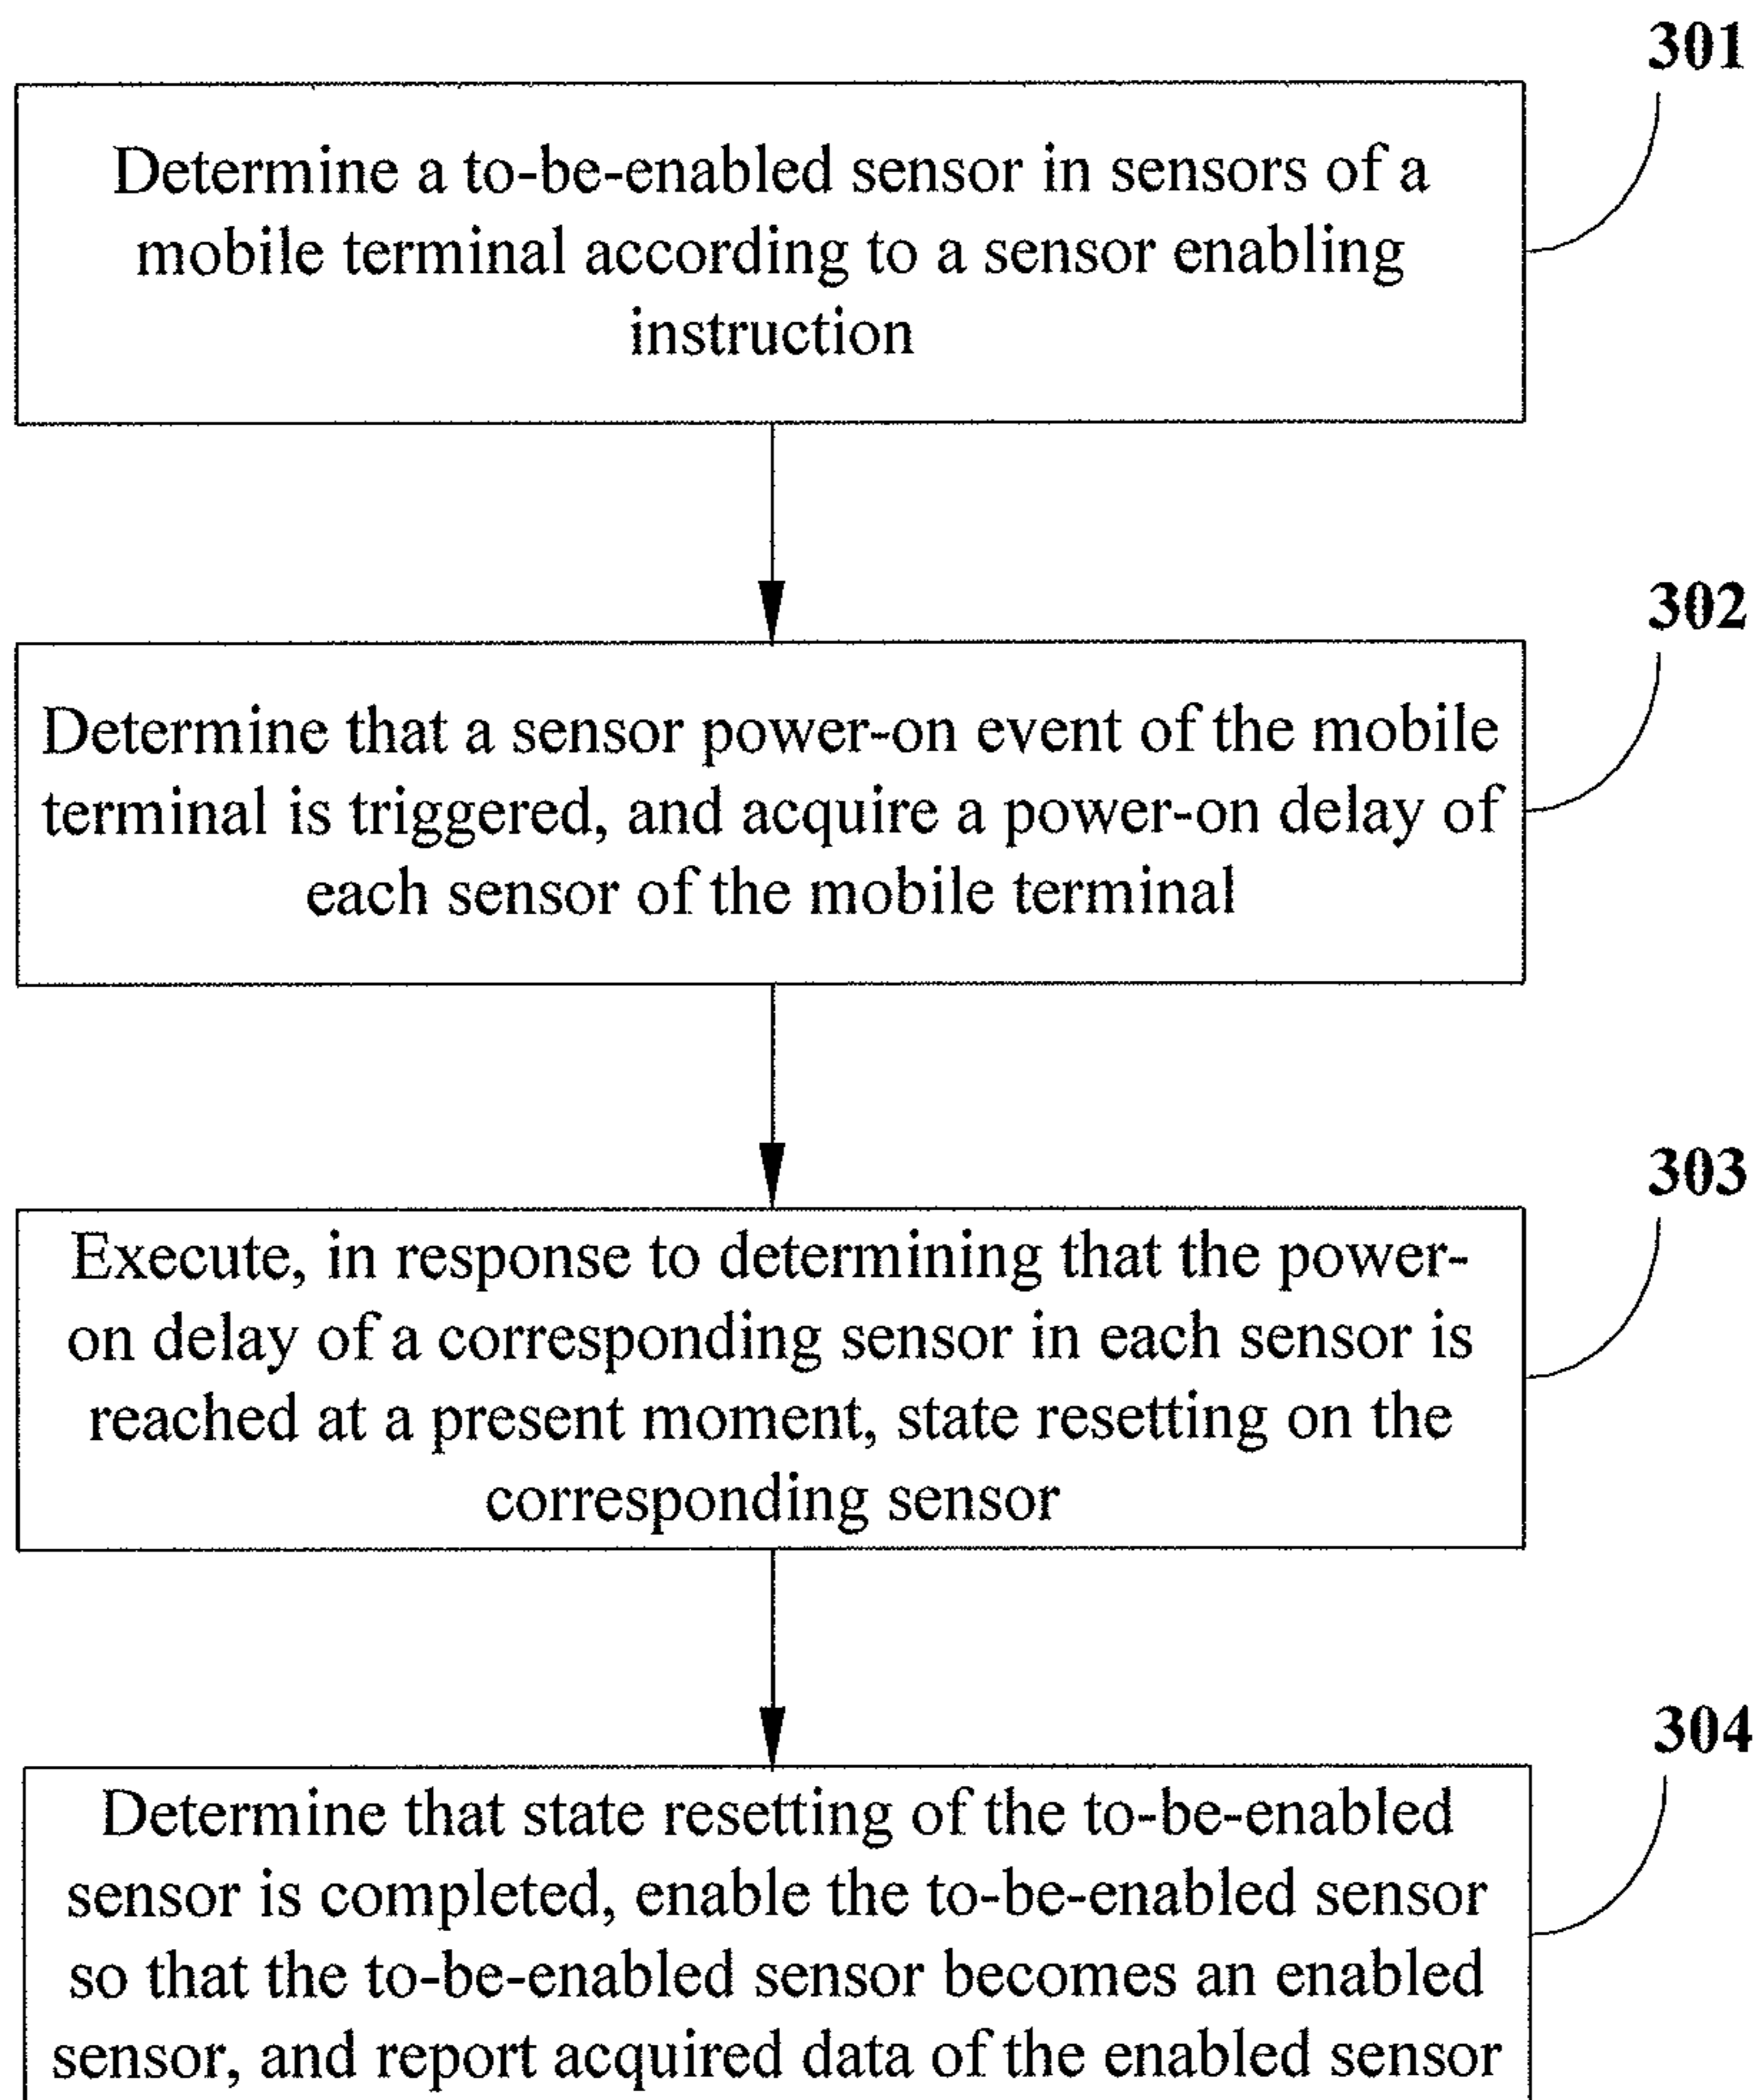 301
Determine a to-be-enabled sensor in sensors of a
mobile terminal according to a sensor enabling
instruction
302
Determine that a sensor power-on event of the mobile
terminal is triggered, and acquire a power-on delay of
each sensor of the mobile terminal
303
Execute, in response to determining that the power-
on delay of a corresponding sensor in each sensor is
reached at a present moment, state resetting on the
corresponding sensor
304
Determine that state resetting of the to-be-enabled
sensor is completed, enable the to-be-enabled sensor
so that the to-be-enabled sensor becomes an enabled
sensor, and report acquired data of the enabled sensor